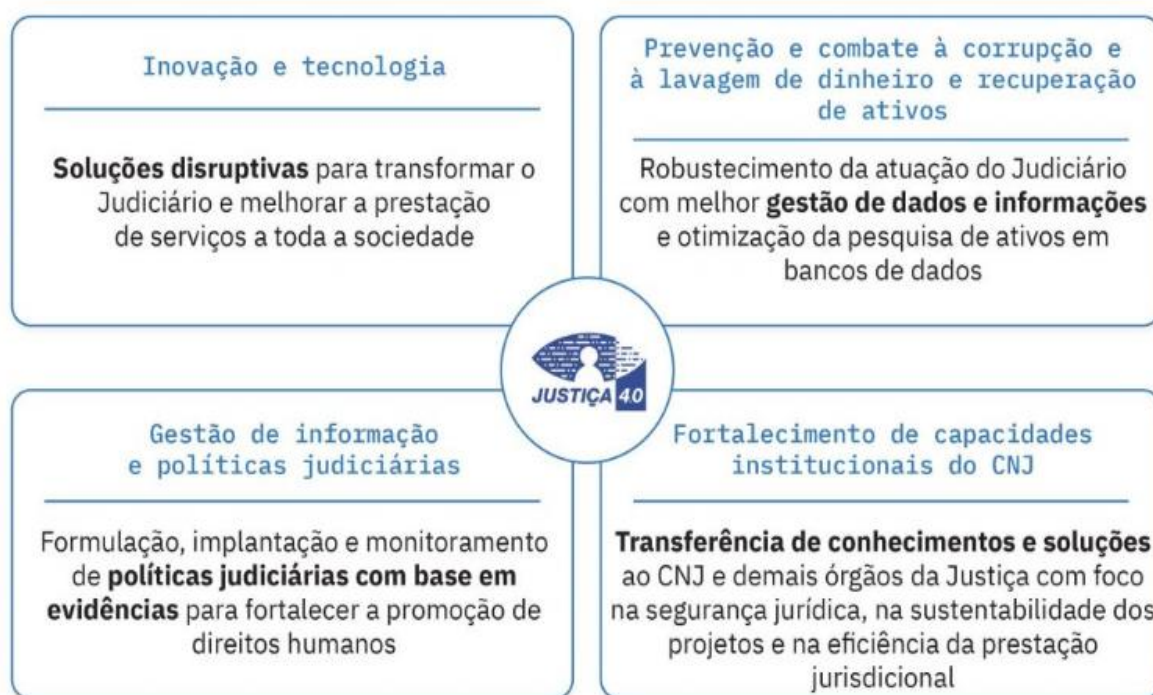 Inovação e tecnologia
Soluções disruptivas para transformar o
Judiciário e melhorar a prestação
de serviços a toda a sociedade
Prevenção e combate à corrupção e
à lavagem de dinheiro e recuperação
de ativos
Robustecimento da atuação do Judiciário
com melhor gestão de dados e informações
e otimização da pesquisa de ativos em
bancos de dados
JUSTIÇA 4.0
Gestão de informação
e políticas judiciárias
Formulação, implantação e monitoramento
de políticas judiciárias com base em
evidências para fortalecer a promoção de
direitos humanos
Fortalecimento de capacidades
institucionais do CNJ
Transferência de conhecimentos e soluções
ao CNJ e demais órgãos da Justiça com foco
na segurança jurídica, na sustentabilidade dos
projetos e na eficiência da prestação
jurisdicional